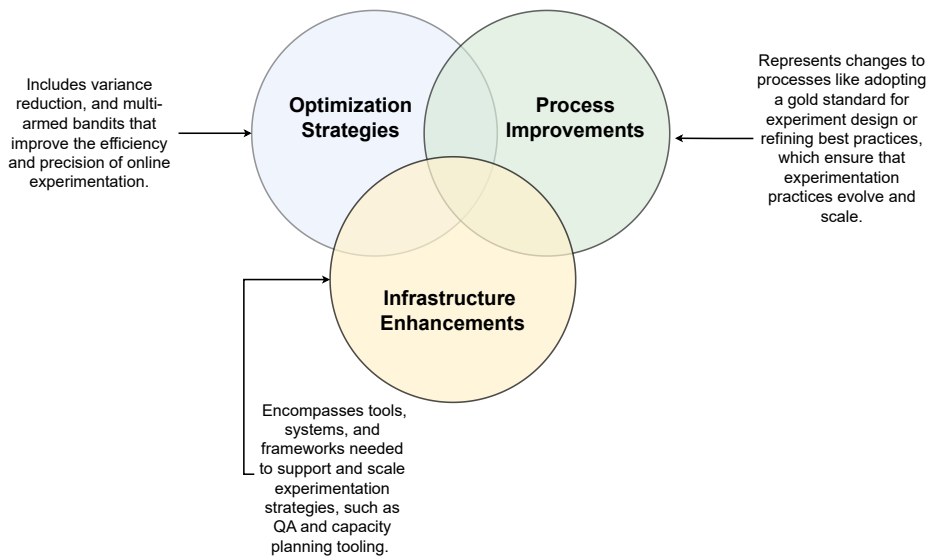 Includes variance
reduction, and multi-
armed bandits that
improve the efficiency
and precision of online
experimentation.
Optimization
Strategies
Process
Improvements
Represents changes to
processes like adopting
a gold standard for
experiment design or
refining best practices,
which ensure that
experimentation
practices evolve and
scale.
Infrastructure
Enhancements
Encompasses tools,
systems, and
frameworks needed
to support and scale
experimentation
strategies, such as
QA and capacity
planning tooling.